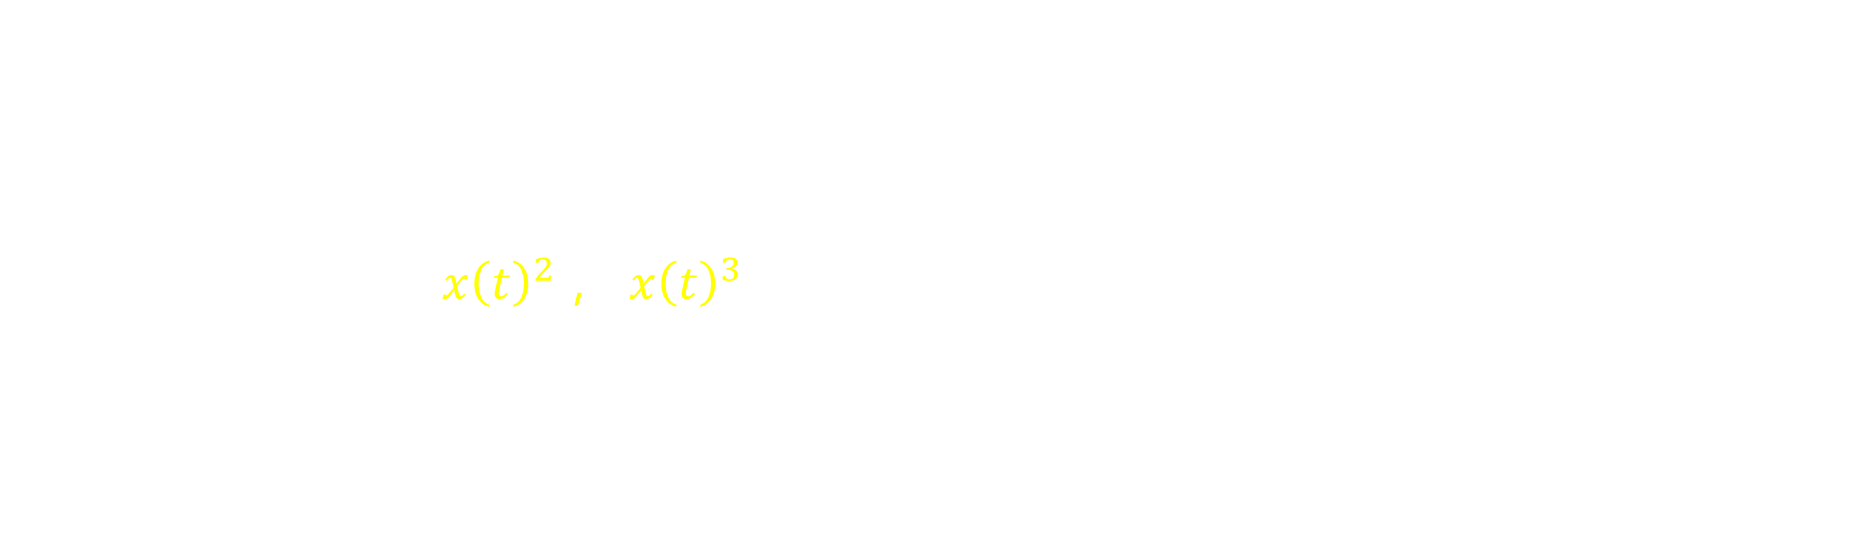 x(t)² , x(t)³